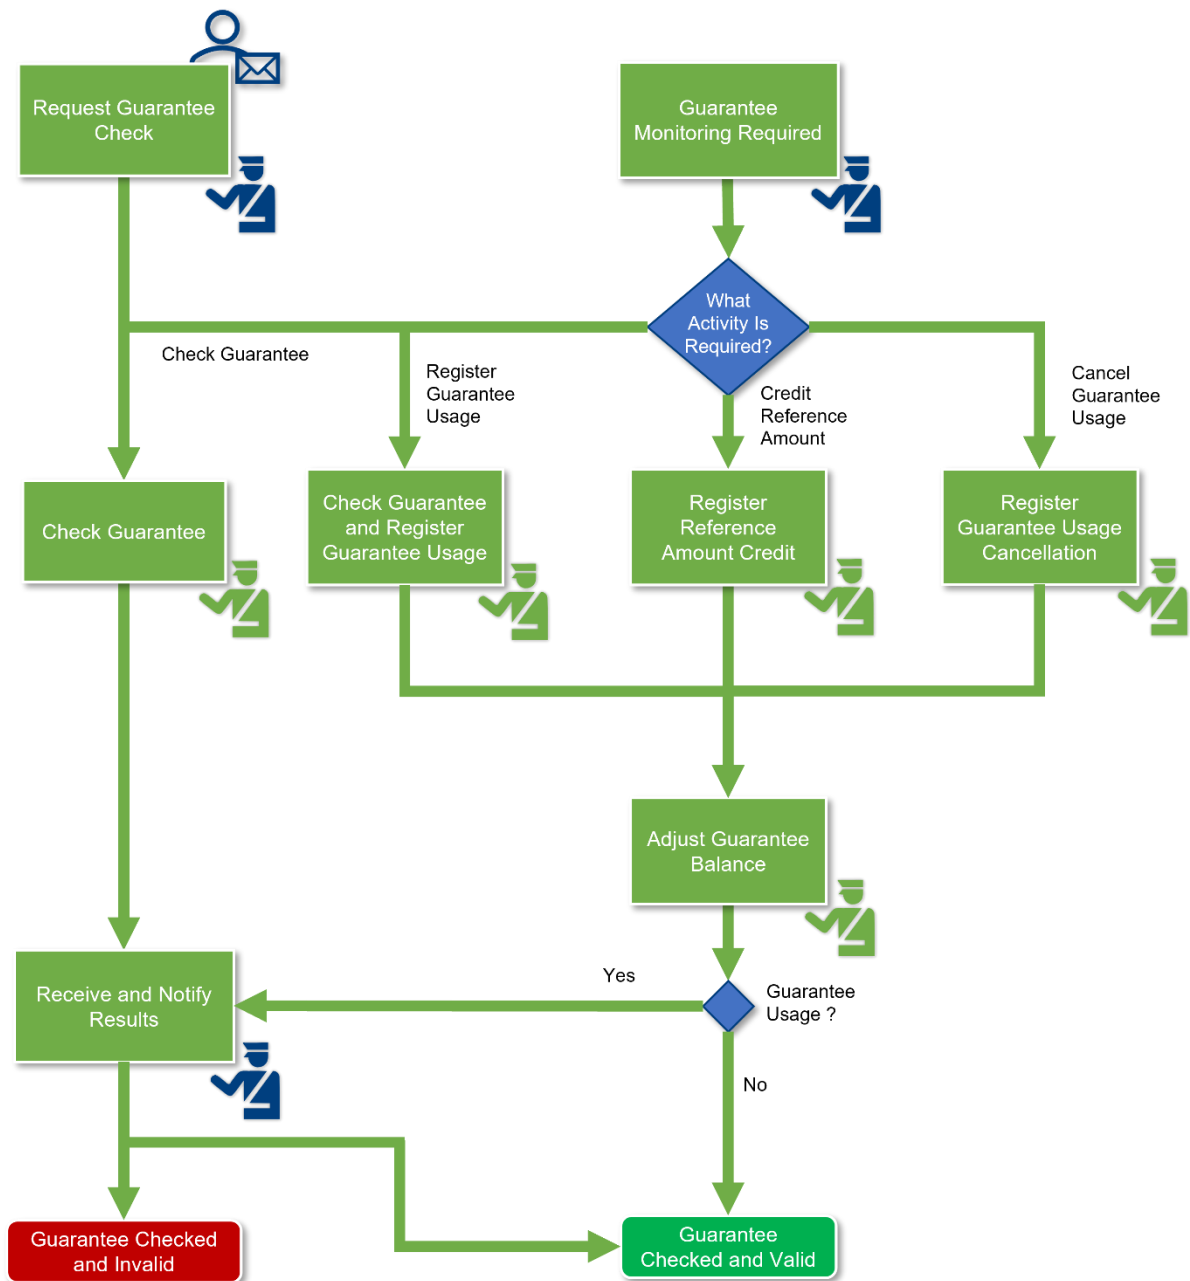 Request Guarantee
Check
Guarantee
Monitoring Required
What
Activity Is
Required?
Check Guarantee
Register
Guarantee
Usage
Credit
Reference
Amount
Cancel
Guarantee
Usage
Check Guarantee
Check Guarantee
and Register
Guarantee Usage
Register
Reference
Amount Credit
Register
Guarantee Usage
Cancellation
Adjust Guarantee
Balance
Receive and Notify
Results
Yes
Guarantee
Usage ?
No
Guarantee Checked
and Invalid
Guarantee
Checked and Valid